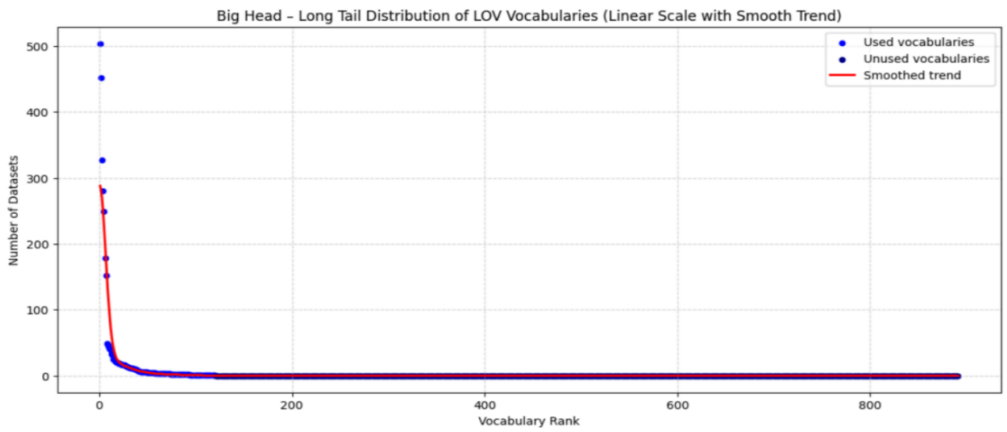 Big Head – Long Tail Distribution of LOV Vocabularies (Linear Scale with Smooth Trend)
Used vocabularies
Unused vocabularies
Smoothed trend
Number of Datasets
500
400
300
200
100
0
0 200 400 600 800
Vocabulary Rank